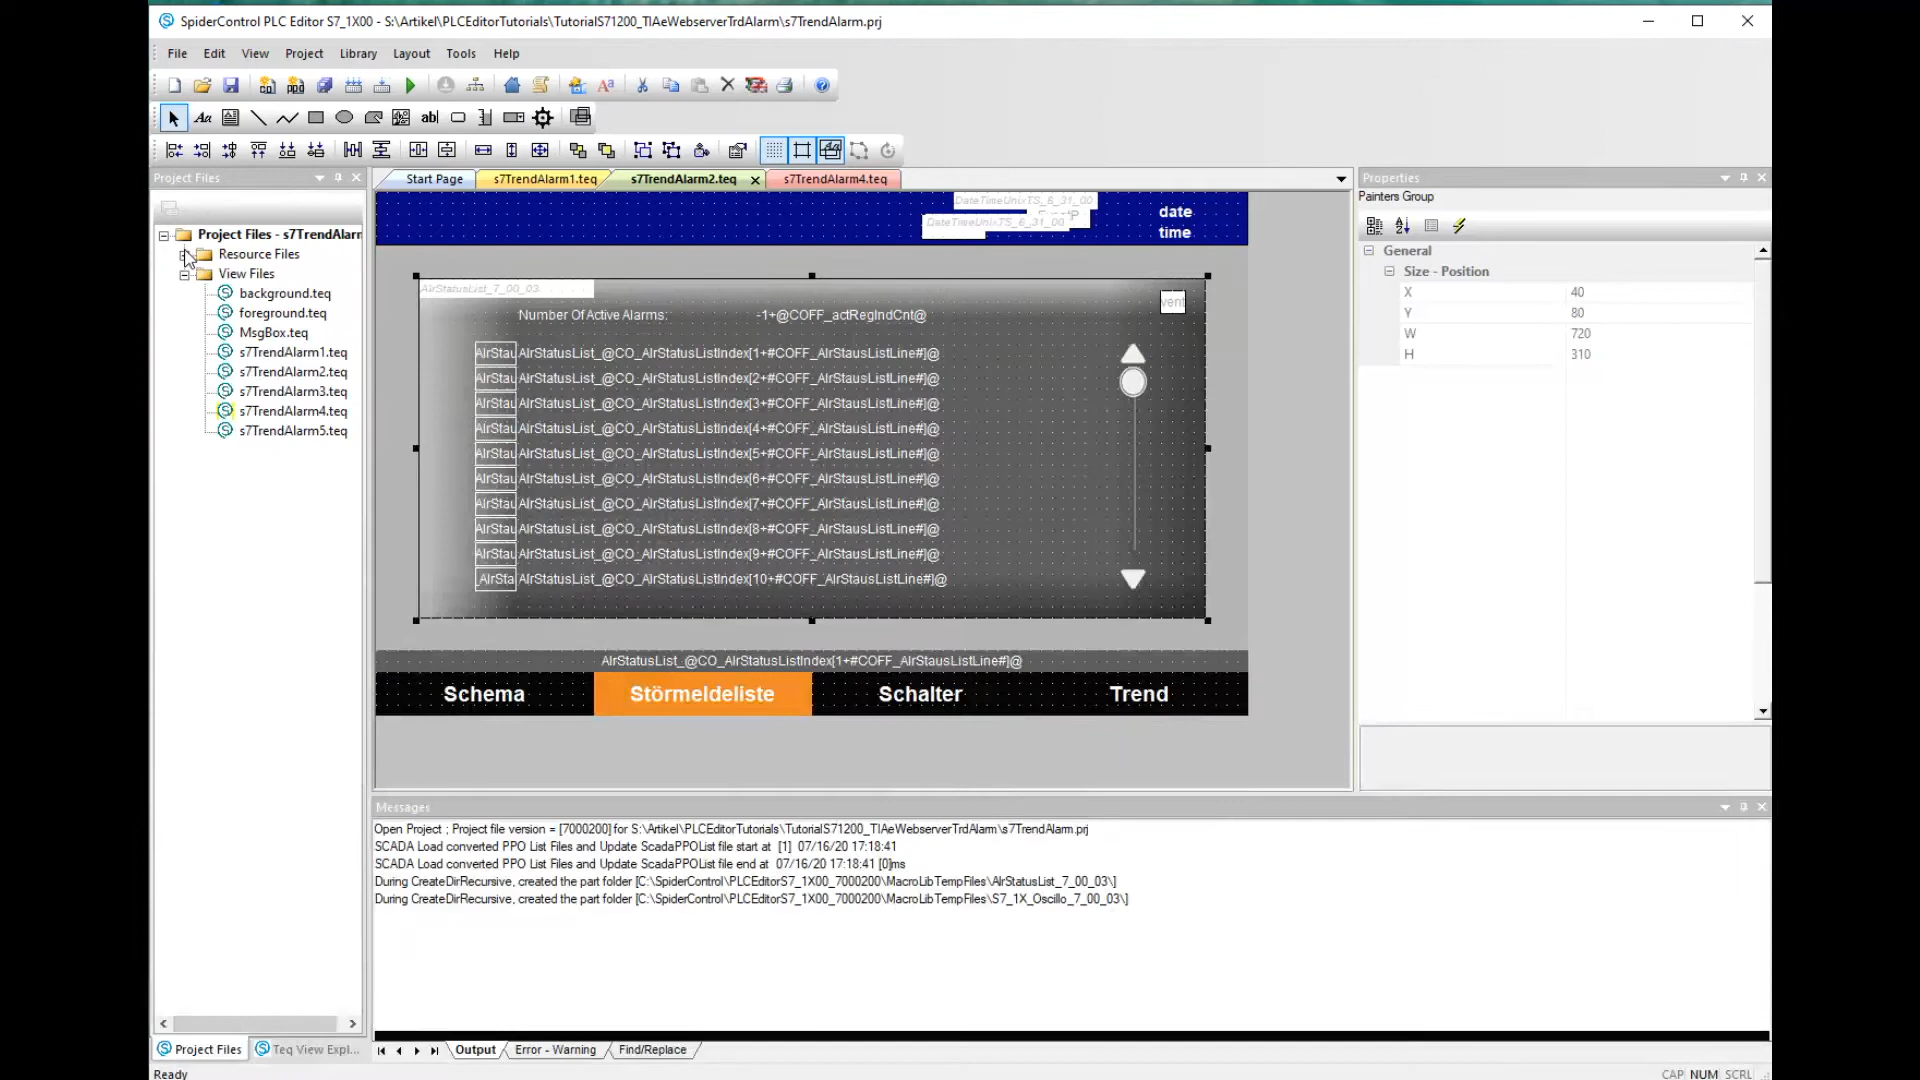 SpiderControl PLC Editor S7_1X00 - S:\Artikel\PLCEditorTutorials\TutorialS71200_TIAeWebserverTrdAlarm\s7TrendAlarm.prj
File Edit View Project Library Layout Tools Help
Project Files
Start Page s7TrendAlarm1.teq s7TrendAlarm2.teq s7TrendAlarm4.teq
Properties
Painters Group
Project Files - s7TrendAlarm
Resource Files
View Files
background.teq
foreground.teq
MsgBox.teq
s7TrendAlarm1.teq
s7TrendAlarm2.teq
s7TrendAlarm3.teq
s7TrendAlarm4.teq
s7TrendAlarm5.teq
DateTimeUnixTS_6_31_00
DateTimeUnixTS_6_31_00
date
time
AlrStatusList_7_00_03
vent
Number Of Active Alarms: -1+@COFF_actRegIndCnt@
AlrStau AlrStatusList_@CO_AlrStatusListIndex[1+#COFF_AlrStausListLine#]@
AlrStau AlrStatusList_@CO_AlrStatusListIndex[2+#COFF_AlrStausListLine#]@
AlrStau AlrStatusList_@CO_AlrStatusListIndex[3+#COFF_AlrStausListLine#]@
AlrStau AlrStatusList_@CO_AlrStatusListIndex[4+#COFF_AlrStausListLine#]@
AlrStau AlrStatusList_@CO_AlrStatusListIndex[5+#COFF_AlrStausListLine#]@
AlrStau AlrStatusList_@CO_AlrStatusListIndex[6+#COFF_AlrStausListLine#]@
AlrStau AlrStatusList_@CO_AlrStatusListIndex[7+#COFF_AlrStausListLine#]@
AlrStau AlrStatusList_@CO_AlrStatusListIndex[8+#COFF_AlrStausListLine#]@
AlrStau AlrStatusList_@CO_AlrStatusListIndex[9+#COFF_AlrStausListLine#]@
_AlrSta AlrStatusList_@CO_AlrStatusListIndex[10+#COFF_AlrStausListLine#]@
AlrStatusList_@CO_AlrStatusListIndex[1+#COFF_AlrStausListLine#]@
Schema Störmeldeliste Schalter Trend
General
Size - Position
X 40
Y 80
W 720
H 310
Messages
Open Project ; Project file version = [7000200] for S:\Artikel\PLCEditorTutorials\TutorialS71200_TIAeWebserverTrdAlarm\s7TrendAlarm.prj
SCADA Load converted PPO List Files and Update ScadaPPOList file start at [1] 07/16/20 17:18:41
SCADA Load converted PPO List Files and Update ScadaPPOList file end at 07/16/20 17:18:41 [0]ms
During CreateDirRecursive, created the part folder [C:\SpiderControl\PLCEditorS7_1X00_7000200\MacroLibTempFiles\AlrStatusList_7_00_03\]
During CreateDirRecursive, created the part folder [C:\SpiderControl\PLCEditorS7_1X00_7000200\MacroLibTempFiles\S7_1X_Oscillo_7_00_03\]
Project Files Teq View Expl...
Output Error - Warning Find/Replace
Ready
CAP NUM SCRL